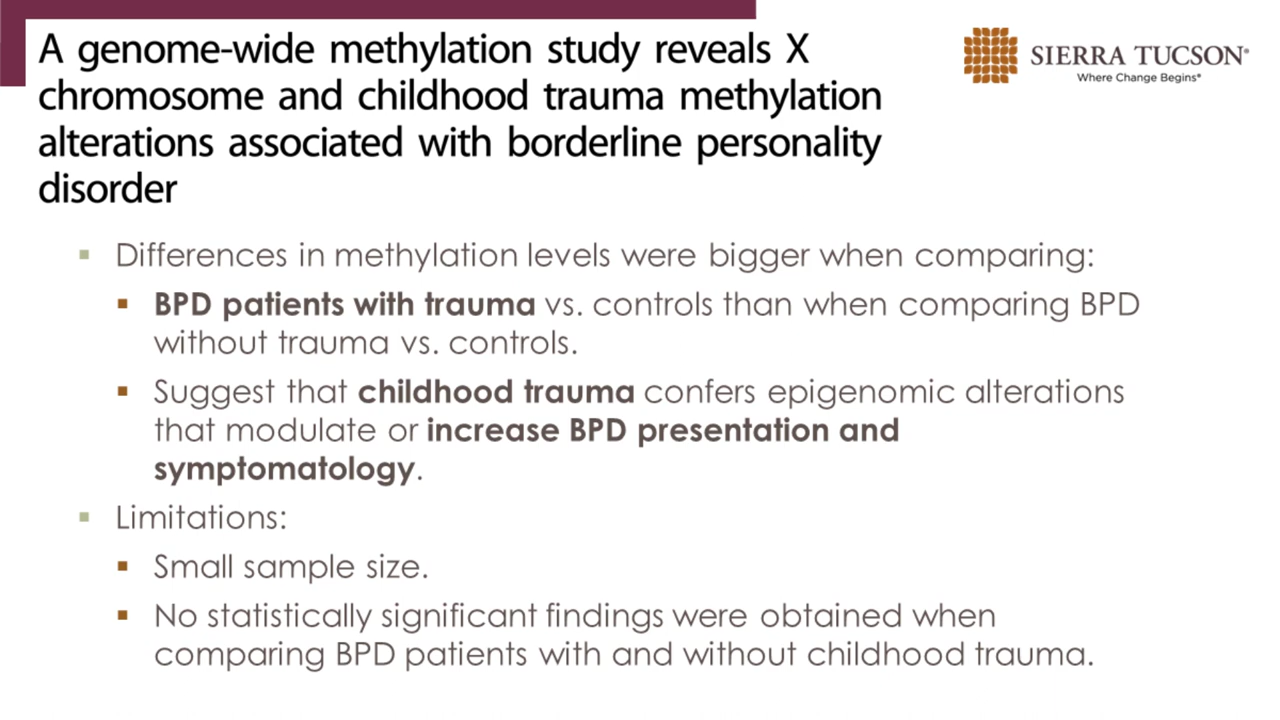 A genome-wide methylation study reveals X
chromosome and childhood trauma methylation
alterations associated with borderline personality
disorder
SIERRA TUCSON®
Where Change Begins®
▪ Differences in methylation levels were bigger when comparing:
▪ BPD patients with trauma vs. controls than when comparing BPD
without trauma vs. controls.
▪ Suggest that childhood trauma confers epigenomic alterations
that modulate or increase BPD presentation and
symptomatology.
▪ Limitations:
▪ Small sample size.
▪ No statistically significant findings were obtained when
comparing BPD patients with and without childhood trauma.